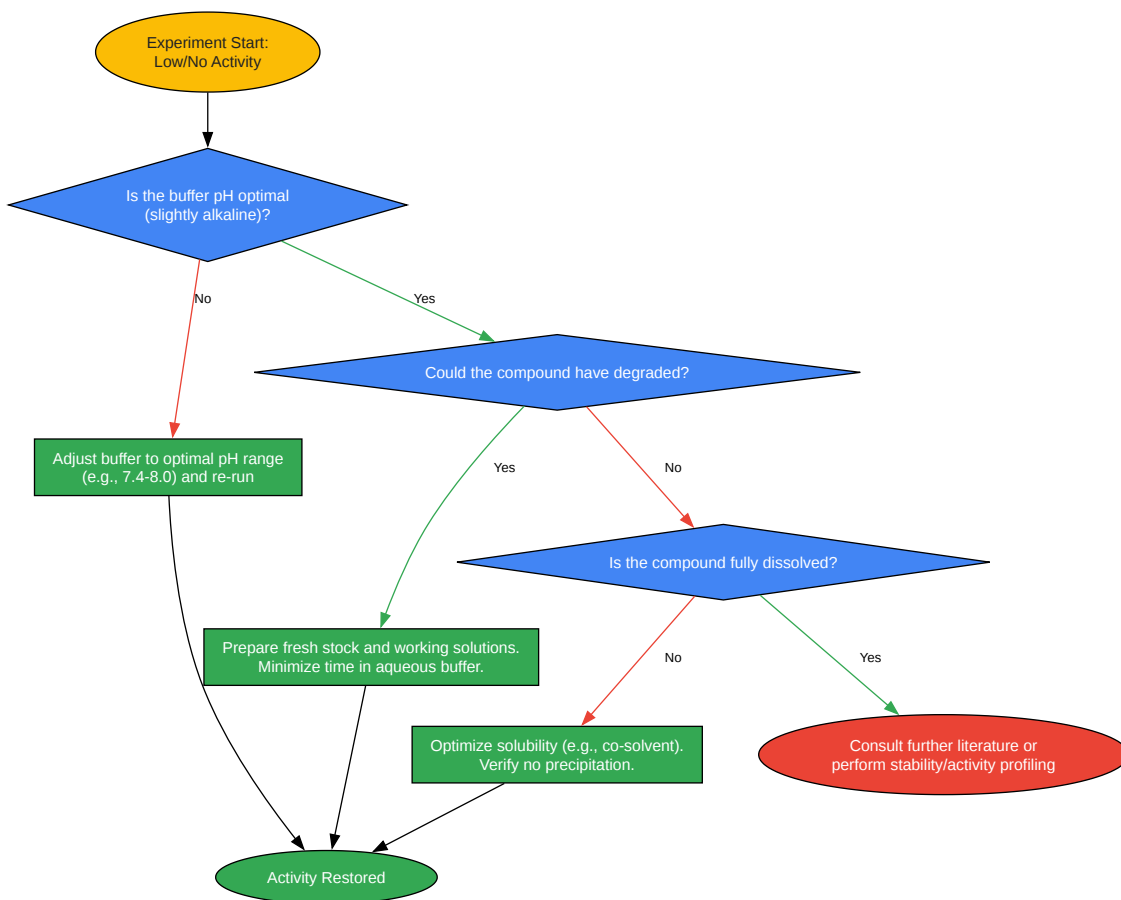 Experiment Start:
Low/No Activity
Is the buffer pH optimal
(slightly alkaline)?
No
Yes
Could the compound have degraded?
Adjust buffer to optimal pH range
(e.g., 7.4-8.0) and re-run
Yes
No
Is the compound fully dissolved?
Prepare fresh stock and working solutions.
Minimize time in aqueous buffer.
No
Yes
Optimize solubility (e.g., co-solvent).
Verify no precipitation.
Consult further literature or
perform stability/activity profiling
Activity Restored